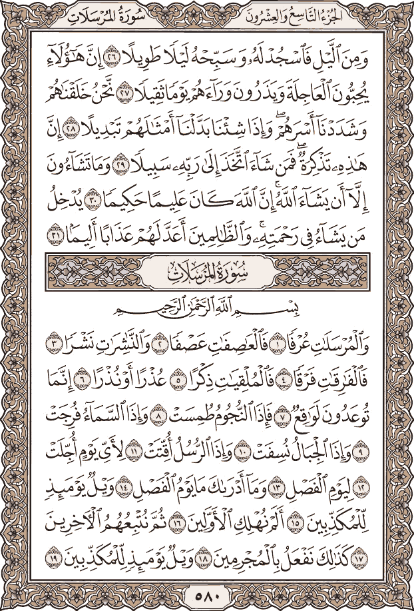 الجزء التاسع والعشرون
سورة المرسلات
وَمِنَ ٱلَّيْلِ فَٱسْجُدْ لَهُۥ وَسَبِّحْهُ لَيْلًا طَوِيلًا ٢٦ إِنَّ هَٰٓؤُلَآءِ
يُحِبُّونَ ٱلْعَاجِلَةَ وَيَذَرُونَ وَرَآءَهُمْ يَوْمًا ثَقِيلًا ٢٧ نَّحْنُ خَلَقْنَٰهُمْ
وَشَدَدْنَآ أَسْرَهُمْ ۖ وَإِذَا شِئْنَا بَدَّلْنَآ أَمْثَٰلَهُمْ تَبْدِيلًا ٢٨ إِنَّ
هَٰذِهِۦ تَذْكِرَةٌ ۖ فَمَن شَآءَ ٱتَّخَذَ إِلَىٰ رَبِّهِۦ سَبِيلًا ٢٩ وَمَا تَشَآءُونَ
إِلَّآ أَن يَشَآءَ ٱللَّهُ ۚ إِنَّ ٱللَّهَ كَانَ عَلِيمًا حَكِيمًا ٣٠ يُدْخِلُ
مَن يَشَآءُ فِى رَحْمَتِهِۦ ۚ وَٱلظَّٰلِمِينَ أَعَدَّ لَهُمْ عَذَابًا أَلِيمًا ٣١
سورة المرسلات
بِسْمِ ٱللَّهِ ٱلرَّحْمَٰنِ ٱلرَّحِيمِ
وَٱلْمُرْسَلَٰتِ عُرْفًا ١ فَٱلْعَٰصِفَٰتِ عَصْفًا ٢ وَٱلنَّٰشِرَٰتِ نَشْرًا ٣
فَٱلْفَٰرِقَٰتِ فَرْقًا ٤ فَٱلْمُلْقِيَٰتِ ذِكْرًا ٥ عُذْرًا أَوْ نُذْرًا ٦ إِنَّمَا
تُوعَدُونَ لَوَٰقِعٌ ٧ فَإِذَا ٱلنُّجُومُ طُمِسَتْ ٨ وَإِذَا ٱلسَّمَآءُ فُرِجَتْ
٩ وَإِذَا ٱلْجِبَالُ نُسِفَتْ ١٠ وَإِذَا ٱلرُّسُلُ أُقِّتَتْ ١١ لِأَىِّ يَوْمٍ أُجِّلَتْ
١٢ لِيَوْمِ ٱلْفَصْلِ ١٣ وَمَآ أَدْرَىٰكَ مَا يَوْمُ ٱلْفَصْلِ ١٤ وَيْلٌ يَوْمَئِذٍ
لِّلْمُكَذِّبِينَ ١٥ أَلَمْ نُهْلِكِ ٱلْأَوَّلِينَ ١٦ ثُمَّ نُتْبِعُهُمُ ٱلْءَاخِرِينَ
١٧ كَذَٰلِكَ نَفْعَلُ بِٱلْمُجْرِمِينَ ١٨ وَيْلٌ يَوْمَئِذٍ لِّلْمُكَذِّبِينَ ١٩
٥٨٠